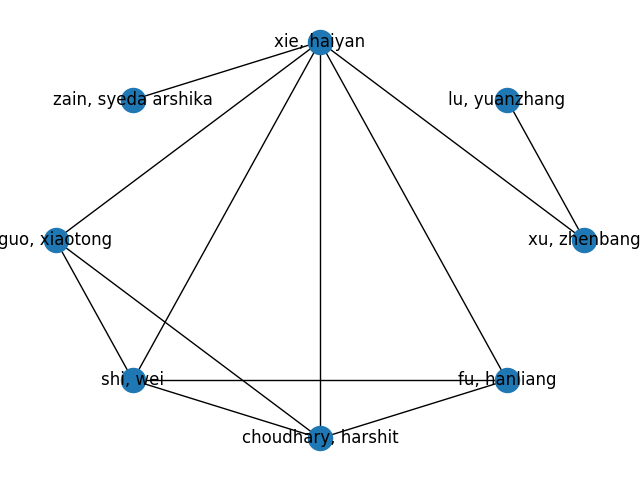 xie, haiyan
zain, syeda arshika
lu, yuanzhang
guo, xiaotong
xu, zhenbang
shi, wei
fu, hanliang
choudhary, harshit